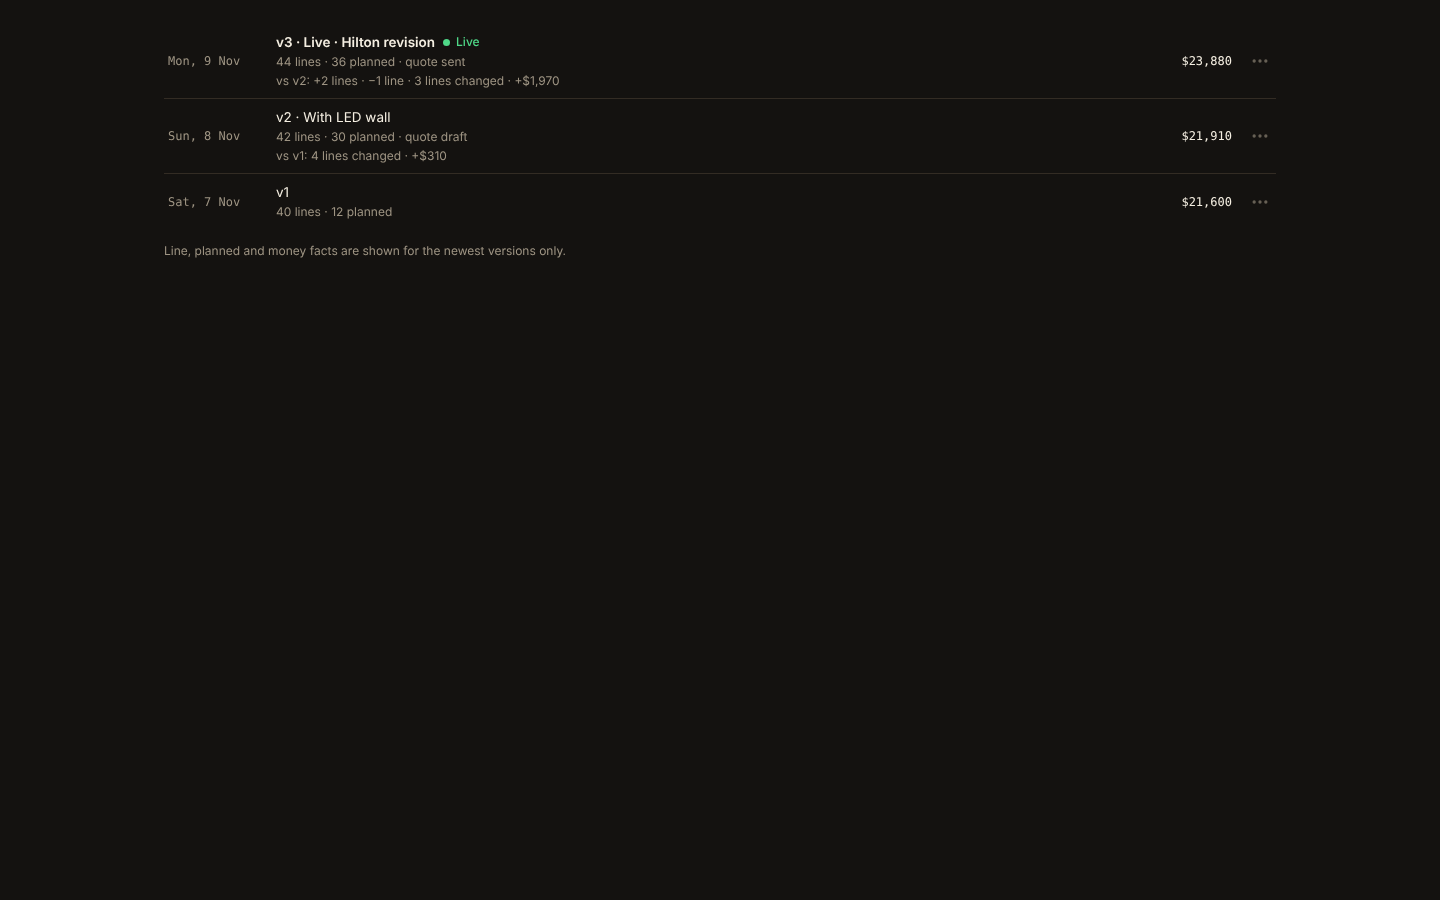 v3 · Live · Hilton revision ● Live
Mon, 9 Nov
44 lines · 36 planned · quote sent
$23,880
vs v2: +2 lines · −1 line · 3 lines changed · +$1,970
v2 · With LED wall
Sun, 8 Nov
42 lines · 30 planned · quote draft
$21,910
vs v1: 4 lines changed · +$310
v1
Sat, 7 Nov
$21,600
40 lines · 12 planned
Line, planned and money facts are shown for the newest versions only.